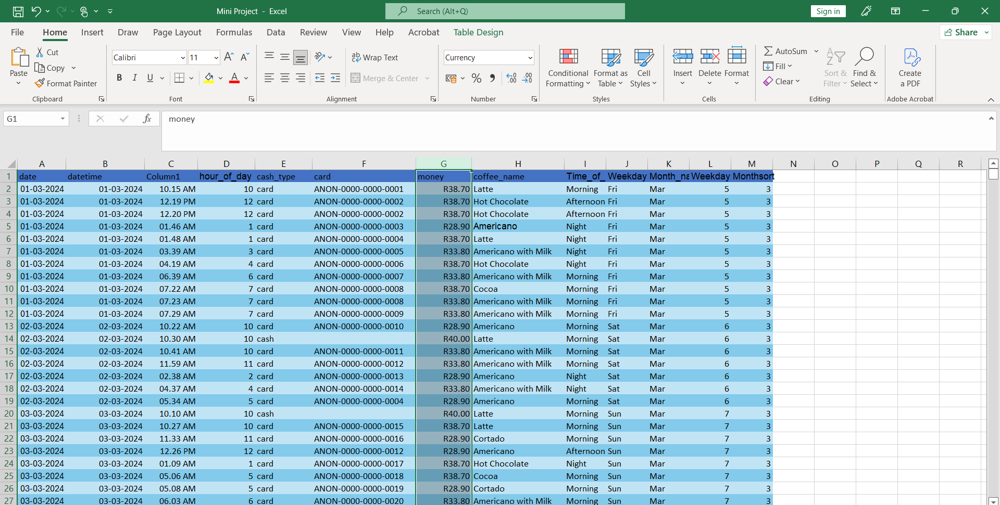 Mini Project - Excel
Search (Alt+Q)
Sign in
File Home Insert Draw Page Layout Formulas Data Review View Help Acrobat Table Design
Share
Paste
Cut
Copy
Format Painter
Clipboard
Calibri 11
B I U
Font
Wrap Text
Merge & Center
Alignment
Currency
Number
Conditional Formatting
Format as Table
Cell Styles
Styles
Insert Delete Format
Cells
AutoSum
Fill
Clear
Sort & Filter
Find & Select
Editing
Create a PDF
Adobe Acrobat
G1 fx money
A B C D E F G H I J K L M N O P Q R
1 date datetime Column1 hour_of_day cash_type card money coffee_name Time_of_ Weekday Month_na Weekday Monthsort
2 01-03-2024 01-03-2024 10.15 AM 10 card ANON-0000-0000-0001 R38.70 Latte Morning Fri Mar 5 3
3 01-03-2024 01-03-2024 12.19 PM 12 card ANON-0000-0000-0002 R38.70 Hot Chocolate Afternoon Fri Mar 5 3
4 01-03-2024 01-03-2024 12.20 PM 12 card ANON-0000-0000-0002 R38.70 Hot Chocolate Afternoon Fri Mar 5 3
5 01-03-2024 01-03-2024 01.46 AM 1 card ANON-0000-0000-0003 R28.90 Americano Night Fri Mar 5 3
6 01-03-2024 01-03-2024 01.48 AM 1 card ANON-0000-0000-0004 R38.70 Latte Night Fri Mar 5 3
7 01-03-2024 01-03-2024 03.39 AM 3 card ANON-0000-0000-0005 R33.80 Americano with Milk Night Fri Mar 5 3
8 01-03-2024 01-03-2024 04.19 AM 4 card ANON-0000-0000-0006 R38.70 Hot Chocolate Night Fri Mar 5 3
9 01-03-2024 01-03-2024 06.39 AM 6 card ANON-0000-0000-0007 R33.80 Americano with Milk Morning Fri Mar 5 3
10 01-03-2024 01-03-2024 07.22 AM 7 card ANON-0000-0000-0008 R38.70 Cocoa Morning Fri Mar 5 3
11 01-03-2024 01-03-2024 07.23 AM 7 card ANON-0000-0000-0008 R33.80 Americano with Milk Morning Fri Mar 5 3
12 01-03-2024 01-03-2024 07.29 AM 7 card ANON-0000-0000-0009 R33.80 Americano with Milk Morning Fri Mar 5 3
13 02-03-2024 02-03-2024 10.22 AM 10 card ANON-0000-0000-0010 R28.90 Americano Morning Sat Mar 6 3
14 02-03-2024 02-03-2024 10.30 AM 10 cash R40.00 Latte Morning Sat Mar 6 3
15 02-03-2024 02-03-2024 10.41 AM 10 card ANON-0000-0000-0011 R33.80 Americano with Milk Morning Sat Mar 6 3
16 02-03-2024 02-03-2024 11.59 AM 11 card ANON-0000-0000-0012 R33.80 Americano with Milk Morning Sat Mar 6 3
17 02-03-2024 02-03-2024 02.38 AM 2 card ANON-0000-0000-0013 R28.90 Americano Night Sat Mar 6 3
18 02-03-2024 02-03-2024 04.37 AM 4 card ANON-0000-0000-0014 R33.80 Americano with Milk Night Sat Mar 6 3
19 02-03-2024 02-03-2024 05.34 AM 5 card ANON-0000-0000-0004 R28.90 Americano Morning Sat Mar 6 3
20 03-03-2024 03-03-2024 10.10 AM 10 cash R40.00 Latte Morning Sun Mar 7 3
21 03-03-2024 03-03-2024 10.27 AM 10 card ANON-0000-0000-0015 R38.70 Latte Morning Sun Mar 7 3
22 03-03-2024 03-03-2024 11.33 AM 11 card ANON-0000-0000-0016 R28.90 Cortado Morning Sun Mar 7 3
23 03-03-2024 03-03-2024 12.26 PM 12 card ANON-0000-0000-0012 R28.90 Americano Afternoon Sun Mar 7 3
24 03-03-2024 03-03-2024 01.09 AM 1 card ANON-0000-0000-0017 R38.70 Hot Chocolate Night Sun Mar 7 3
25 03-03-2024 03-03-2024 05.06 AM 5 card ANON-0000-0000-0018 R38.70 Cocoa Morning Sun Mar 7 3
26 03-03-2024 03-03-2024 05.08 AM 5 card ANON-0000-0000-0019 R28.90 Cortado Morning Sun Mar 7 3
27 03-03-2024 03-03-2024 06.03 AM 6 card ANON-0000-0000-0020 R33.80 Americano with Milk Morning Sun Mar 7 3